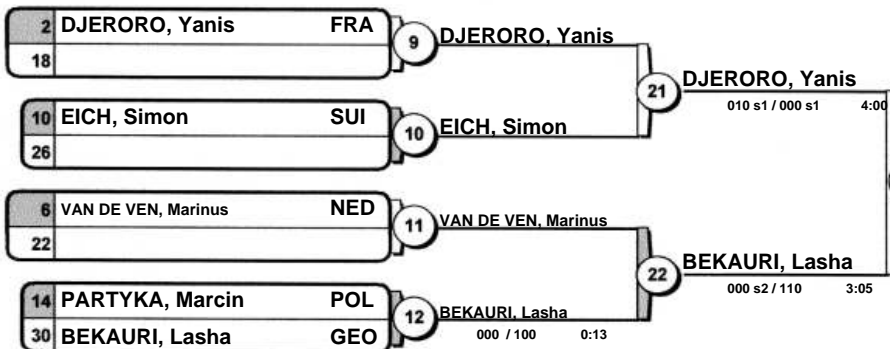 2 DJERORO, Yanis FRA
18
9
DJERORO, Yanis
10 EICH, Simon SUI
26
10
EICH, Simon
21
DJERORO, Yanis
010 s1 / 000 s1 4:00
6 VAN DE VEN, Marinus NED
22
11
VAN DE VEN, Marinus
14 PARTYKA, Marcin POL
30 BEKAURI, Lasha GEO
12
BEKAURI, Lasha
000 / 100 0:13
22
BEKAURI, Lasha
000 s2 / 110 3:05